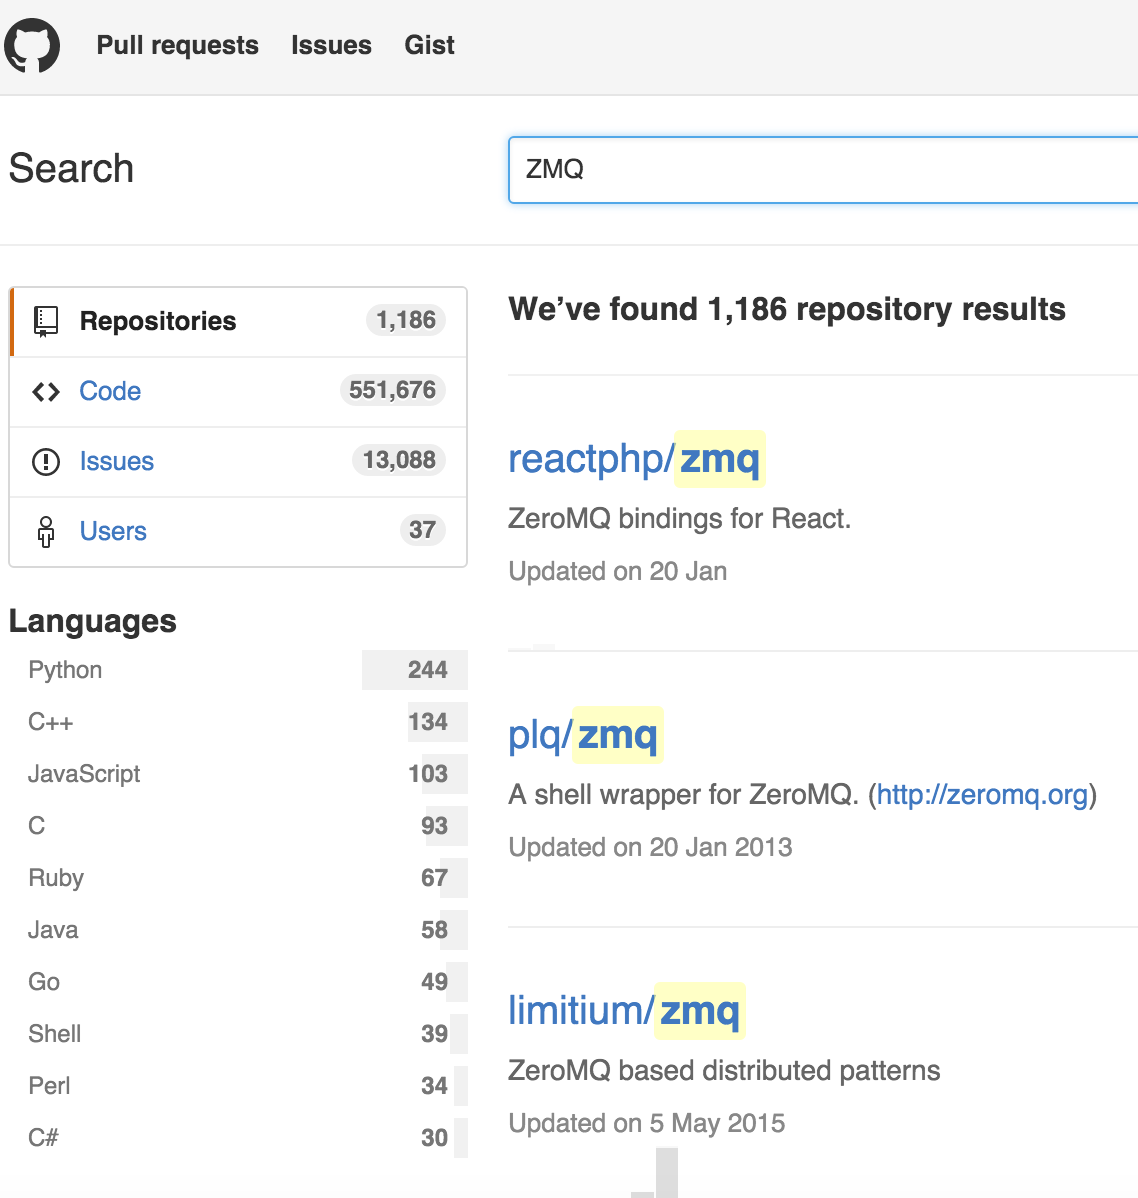 Pull requests Issues Gist
Search
ZMQ
Repositories 1,186
Code 551,676
Issues 13,088
Users 37
Languages
Python 244
C++ 134
JavaScript 103
C 93
Ruby 67
Java 58
Go 49
Shell 39
Perl 34
C# 30
We’ve found 1,186 repository results
reactphp/zmq
ZeroMQ bindings for React.
Updated on 20 Jan
plq/zmq
A shell wrapper for ZeroMQ. (http://zeromq.org)
Updated on 20 Jan 2013
limitium/zmq
ZeroMQ based distributed patterns
Updated on 5 May 2015